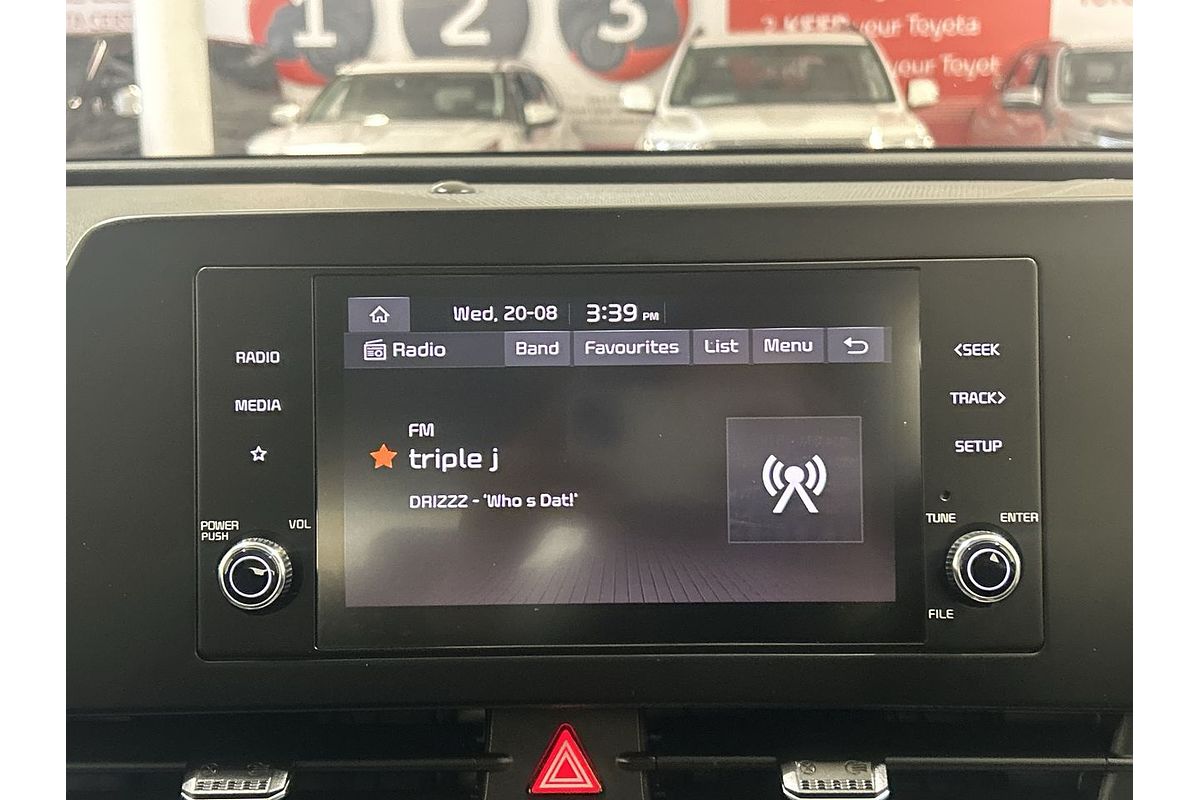 1 2 3
2 KEEP your Toyota
your Toyot
Wed, 20-08 3:39 PM
Radio Band Favourites List Menu
RADIO
MEDIA
<SEEK
TRACK>
SETUP
FM
triple j
DRIZZZ - 'Who s Dat!'
POWER
PUSH
VOL
TUNE
ENTER
FILE